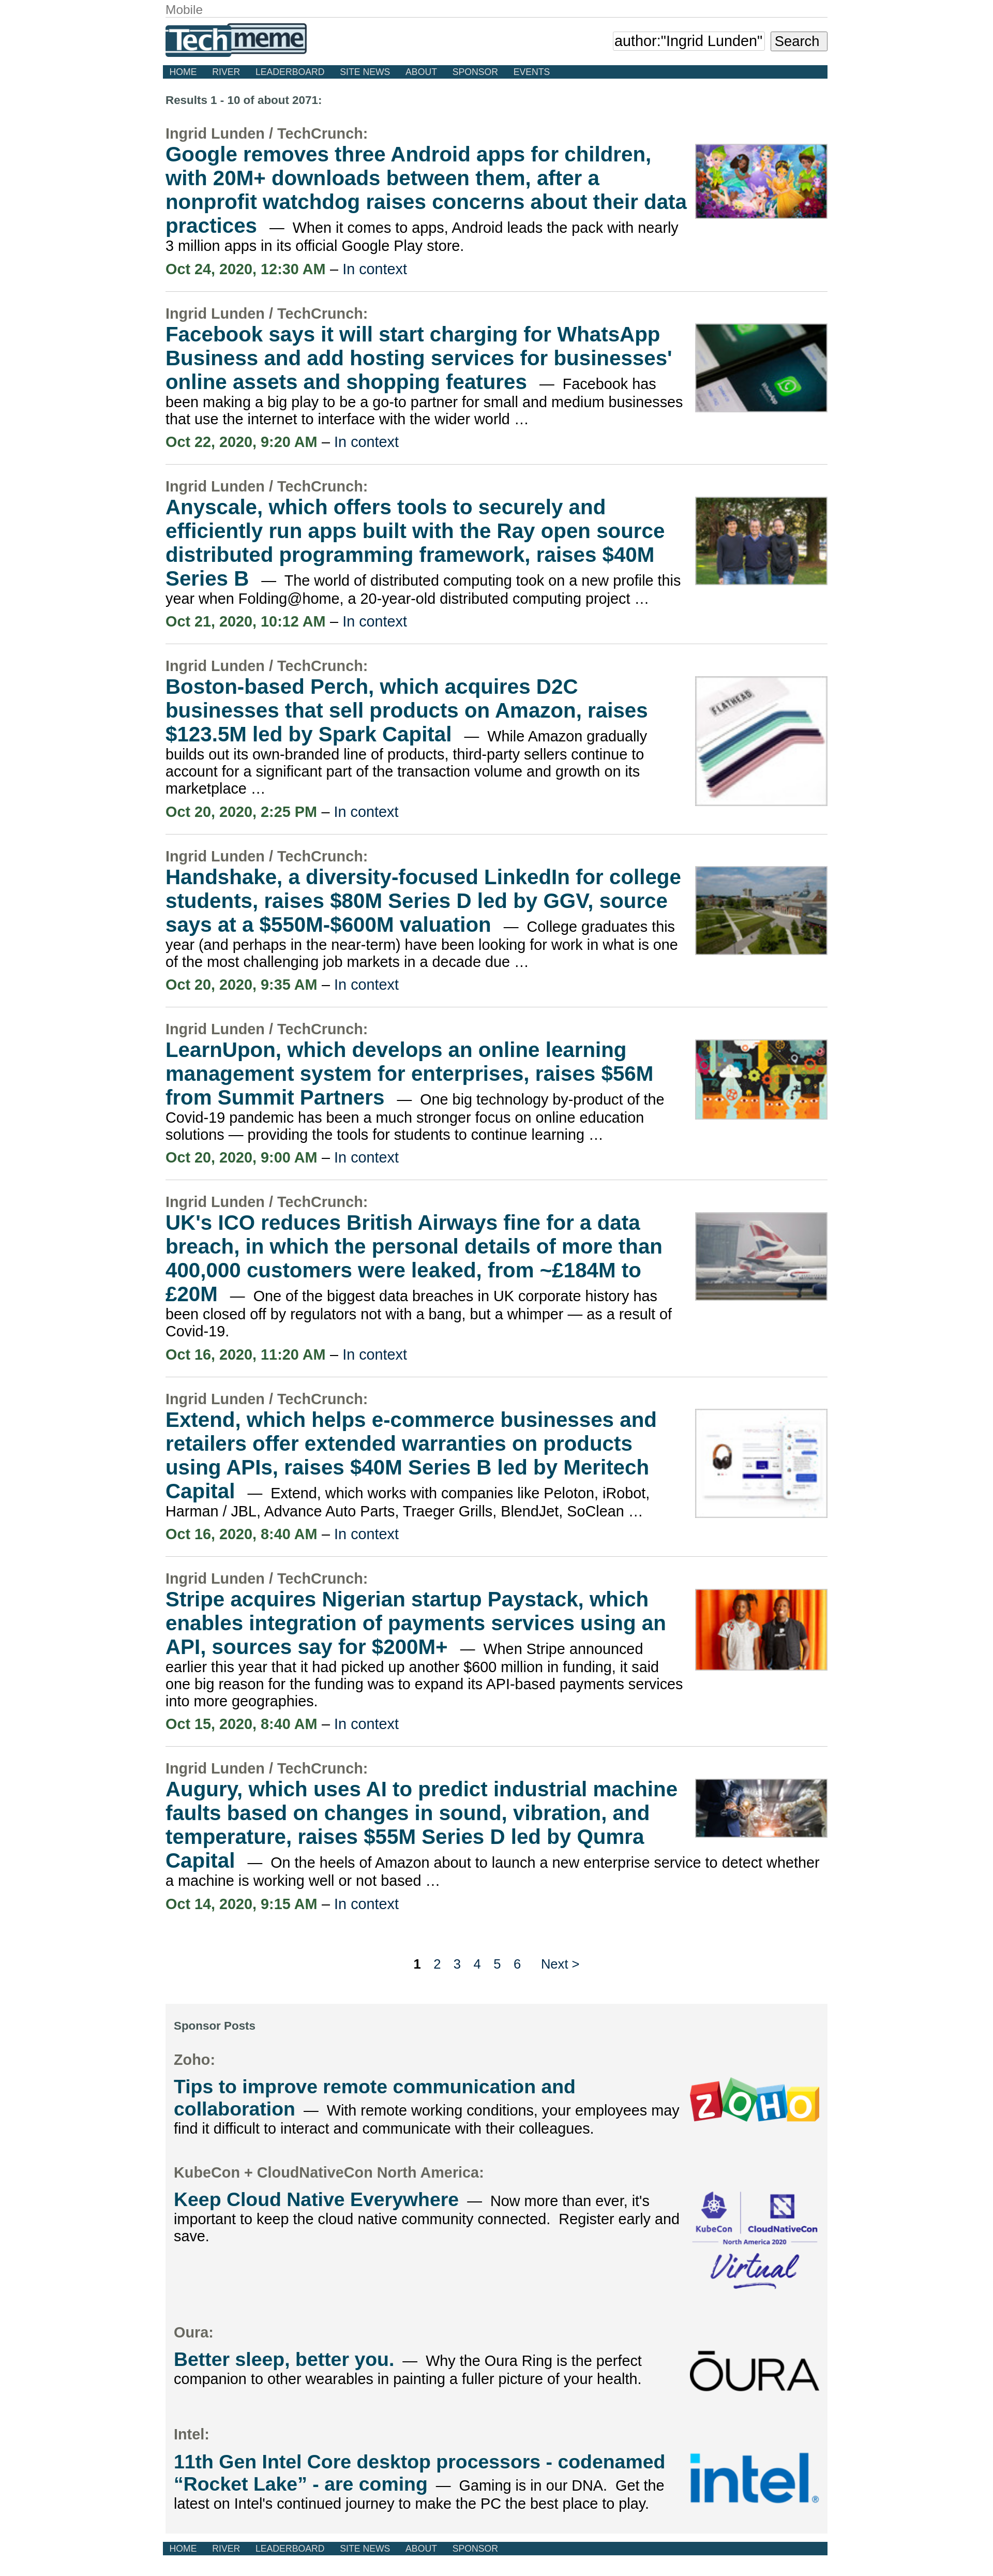 Mobile
Techmeme
author:"Ingrid Lunden"
Search
HOME RIVER LEADERBOARD SITE NEWS ABOUT SPONSOR EVENTS
Results 1 - 10 of about 2071:
Ingrid Lunden / TechCrunch:
Google removes three Android apps for children,
with 20M+ downloads between them, after a
nonprofit watchdog raises concerns about their data
practices — When it comes to apps, Android leads the pack with nearly
3 million apps in its official Google Play store.
Oct 24, 2020, 12:30 AM – In context
Ingrid Lunden / TechCrunch:
Facebook says it will start charging for WhatsApp
Business and add hosting services for businesses'
online assets and shopping features — Facebook has
been making a big play to be a go-to partner for small and medium businesses
that use the internet to interface with the wider world …
Oct 22, 2020, 9:20 AM – In context
Ingrid Lunden / TechCrunch:
Anyscale, which offers tools to securely and
efficiently run apps built with the Ray open source
distributed programming framework, raises $40M
Series B — The world of distributed computing took on a new profile this
year when Folding@home, a 20-year-old distributed computing project …
Oct 21, 2020, 10:12 AM – In context
Ingrid Lunden / TechCrunch:
Boston-based Perch, which acquires D2C
businesses that sell products on Amazon, raises
$123.5M led by Spark Capital — While Amazon gradually
builds out its own-branded line of products, third-party sellers continue to
account for a significant part of the transaction volume and growth on its
marketplace …
FLATHEAD
Oct 20, 2020, 2:25 PM – In context
Ingrid Lunden / TechCrunch:
Handshake, a diversity-focused LinkedIn for college
students, raises $80M Series D led by GGV, source
says at a $550M-$600M valuation — College graduates this
year (and perhaps in the near-term) have been looking for work in what is one
of the most challenging job markets in a decade due …
Oct 20, 2020, 9:35 AM – In context
Ingrid Lunden / TechCrunch:
LearnUpon, which develops an online learning
management system for enterprises, raises $56M
from Summit Partners — One big technology by-product of the
Covid-19 pandemic has been a much stronger focus on online education
solutions — providing the tools for students to continue learning …
Oct 20, 2020, 9:00 AM – In context
Ingrid Lunden / TechCrunch:
UK's ICO reduces British Airways fine for a data
breach, in which the personal details of more than
400,000 customers were leaked, from ~£184M to
£20M — One of the biggest data breaches in UK corporate history has
been closed off by regulators not with a bang, but a whimper — as a result of
Covid-19.
Oct 16, 2020, 11:20 AM – In context
Ingrid Lunden / TechCrunch:
Extend, which helps e-commerce businesses and
retailers offer extended warranties on products
using APIs, raises $40M Series B led by Meritech
Capital — Extend, which works with companies like Peloton, iRobot,
Harman / JBL, Advance Auto Parts, Traeger Grills, BlendJet, SoClean …
Oct 16, 2020, 8:40 AM – In context
Ingrid Lunden / TechCrunch:
Stripe acquires Nigerian startup Paystack, which
enables integration of payments services using an
API, sources say for $200M+ — When Stripe announced
earlier this year that it had picked up another $600 million in funding, it said
one big reason for the funding was to expand its API-based payments services
into more geographies.
Oct 15, 2020, 8:40 AM – In context
Ingrid Lunden / TechCrunch:
Augury, which uses AI to predict industrial machine
faults based on changes in sound, vibration, and
temperature, raises $55M Series D led by Qumra
Capital — On the heels of Amazon about to launch a new enterprise service to detect whether
a machine is working well or not based …
Oct 14, 2020, 9:15 AM – In context
1 2 3 4 5 6 Next >
Sponsor Posts
Zoho:
Tips to improve remote communication and
collaboration — With remote working conditions, your employees may
find it difficult to interact and communicate with their colleagues.
ZOHO
KubeCon + CloudNativeCon North America:
Keep Cloud Native Everywhere — Now more than ever, it's
important to keep the cloud native community connected. Register early and
save.
KubeCon CloudNativeCon
North America 2020
Virtual
Oura:
Better sleep, better you. — Why the Oura Ring is the perfect
companion to other wearables in painting a fuller picture of your health.
ŌURA
Intel:
11th Gen Intel Core desktop processors - codenamed
“Rocket Lake” - are coming — Gaming is in our DNA. Get the
latest on Intel's continued journey to make the PC the best place to play.
intel®
HOME RIVER LEADERBOARD SITE NEWS ABOUT SPONSOR